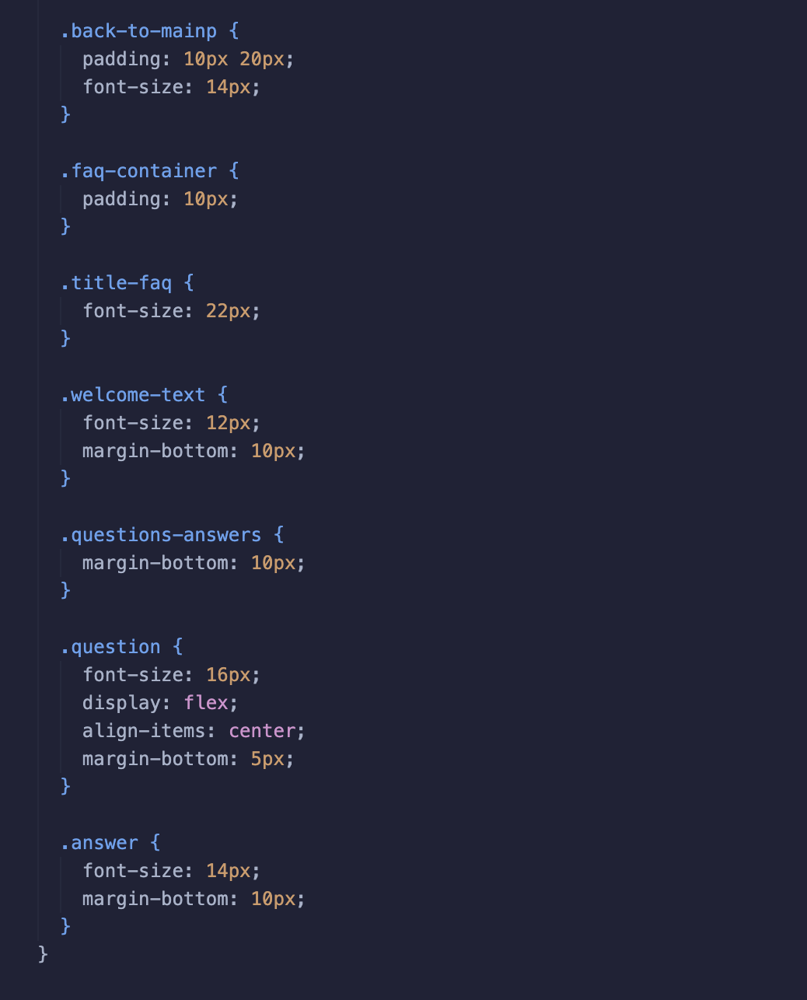 .back-to-mainp {
padding: 10px 20px;
font-size: 14px;
}
.faq-container {
padding: 10px;
}
.title-faq {
font-size: 22px;
}
.welcome-text {
font-size: 12px;
margin-bottom: 10px;
}
.questions-answers {
margin-bottom: 10px;
}
.question {
font-size: 16px;
display: flex;
align-items: center;
margin-bottom: 5px;
}
.answer {
font-size: 14px;
margin-bottom: 10px;
}
}